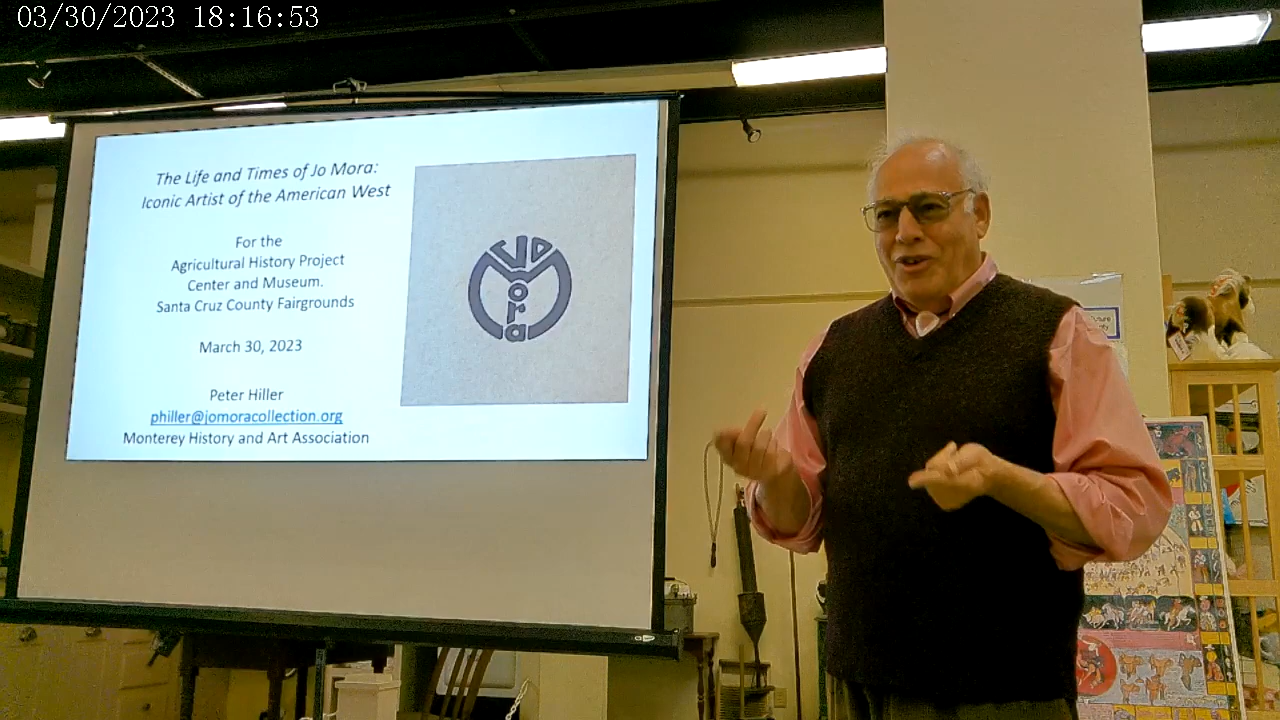 03/30/2023 18:16:53
The Life and Times of Jo Mora:
Iconic Artist of the American West
For the
Agricultural History Project
Center and Museum.
Santa Cruz County Fairgrounds
March 30, 2023
Peter Hiller
philler@jomoracollection.org
Monterey History and Art Association
JO
Mora